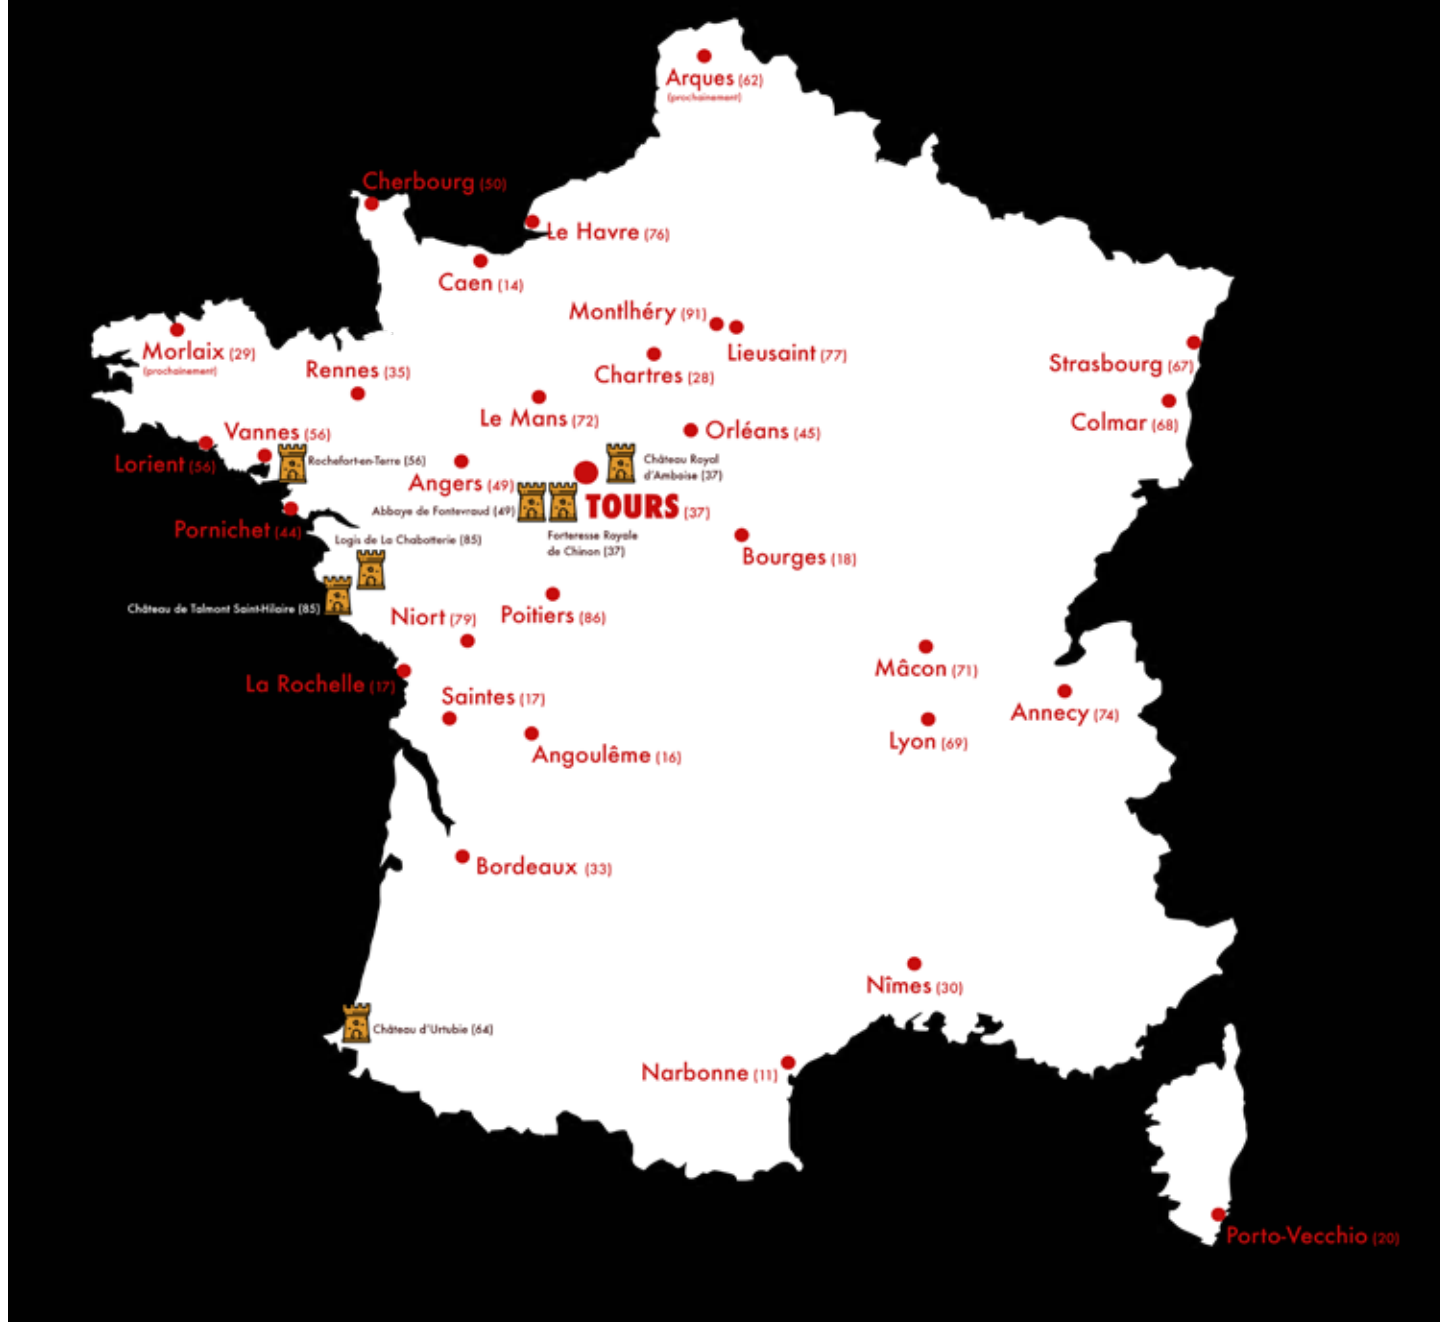 Arques (62)
(prochainement)
Cherbourg (50)
Le Havre (76)
Caen (14)
Montlhéry (91)
Lieusaint (77)
Morlaix (29)
(prochainement)
Rennes (35)
Chartres (28)
Strasbourg (67)
Le Mans (72)
Colmar (68)
Vannes (56)
Orléans (45)
Lorient (56)
Rochefort-en-Terre (56)
Château Royal
d'Amboise (37)
Angers (49)
Abbaye de Fontevraud (49)
TOURS (37)
Pornichet (44)
Logis de La Chabotterie (85)
Forteresse Royale
de Chinon (37)
Bourges (18)
Château de Talmont Saint-Hilaire (85)
Niort (79)
Poitiers (86)
Mâcon (71)
La Rochelle (17)
Saintes (17)
Annecy (74)
Angoulême (16)
Lyon (69)
Bordeaux (33)
Nîmes (30)
Château d'Urtubie (64)
Narbonne (11)
Porto-Vecchio (20)